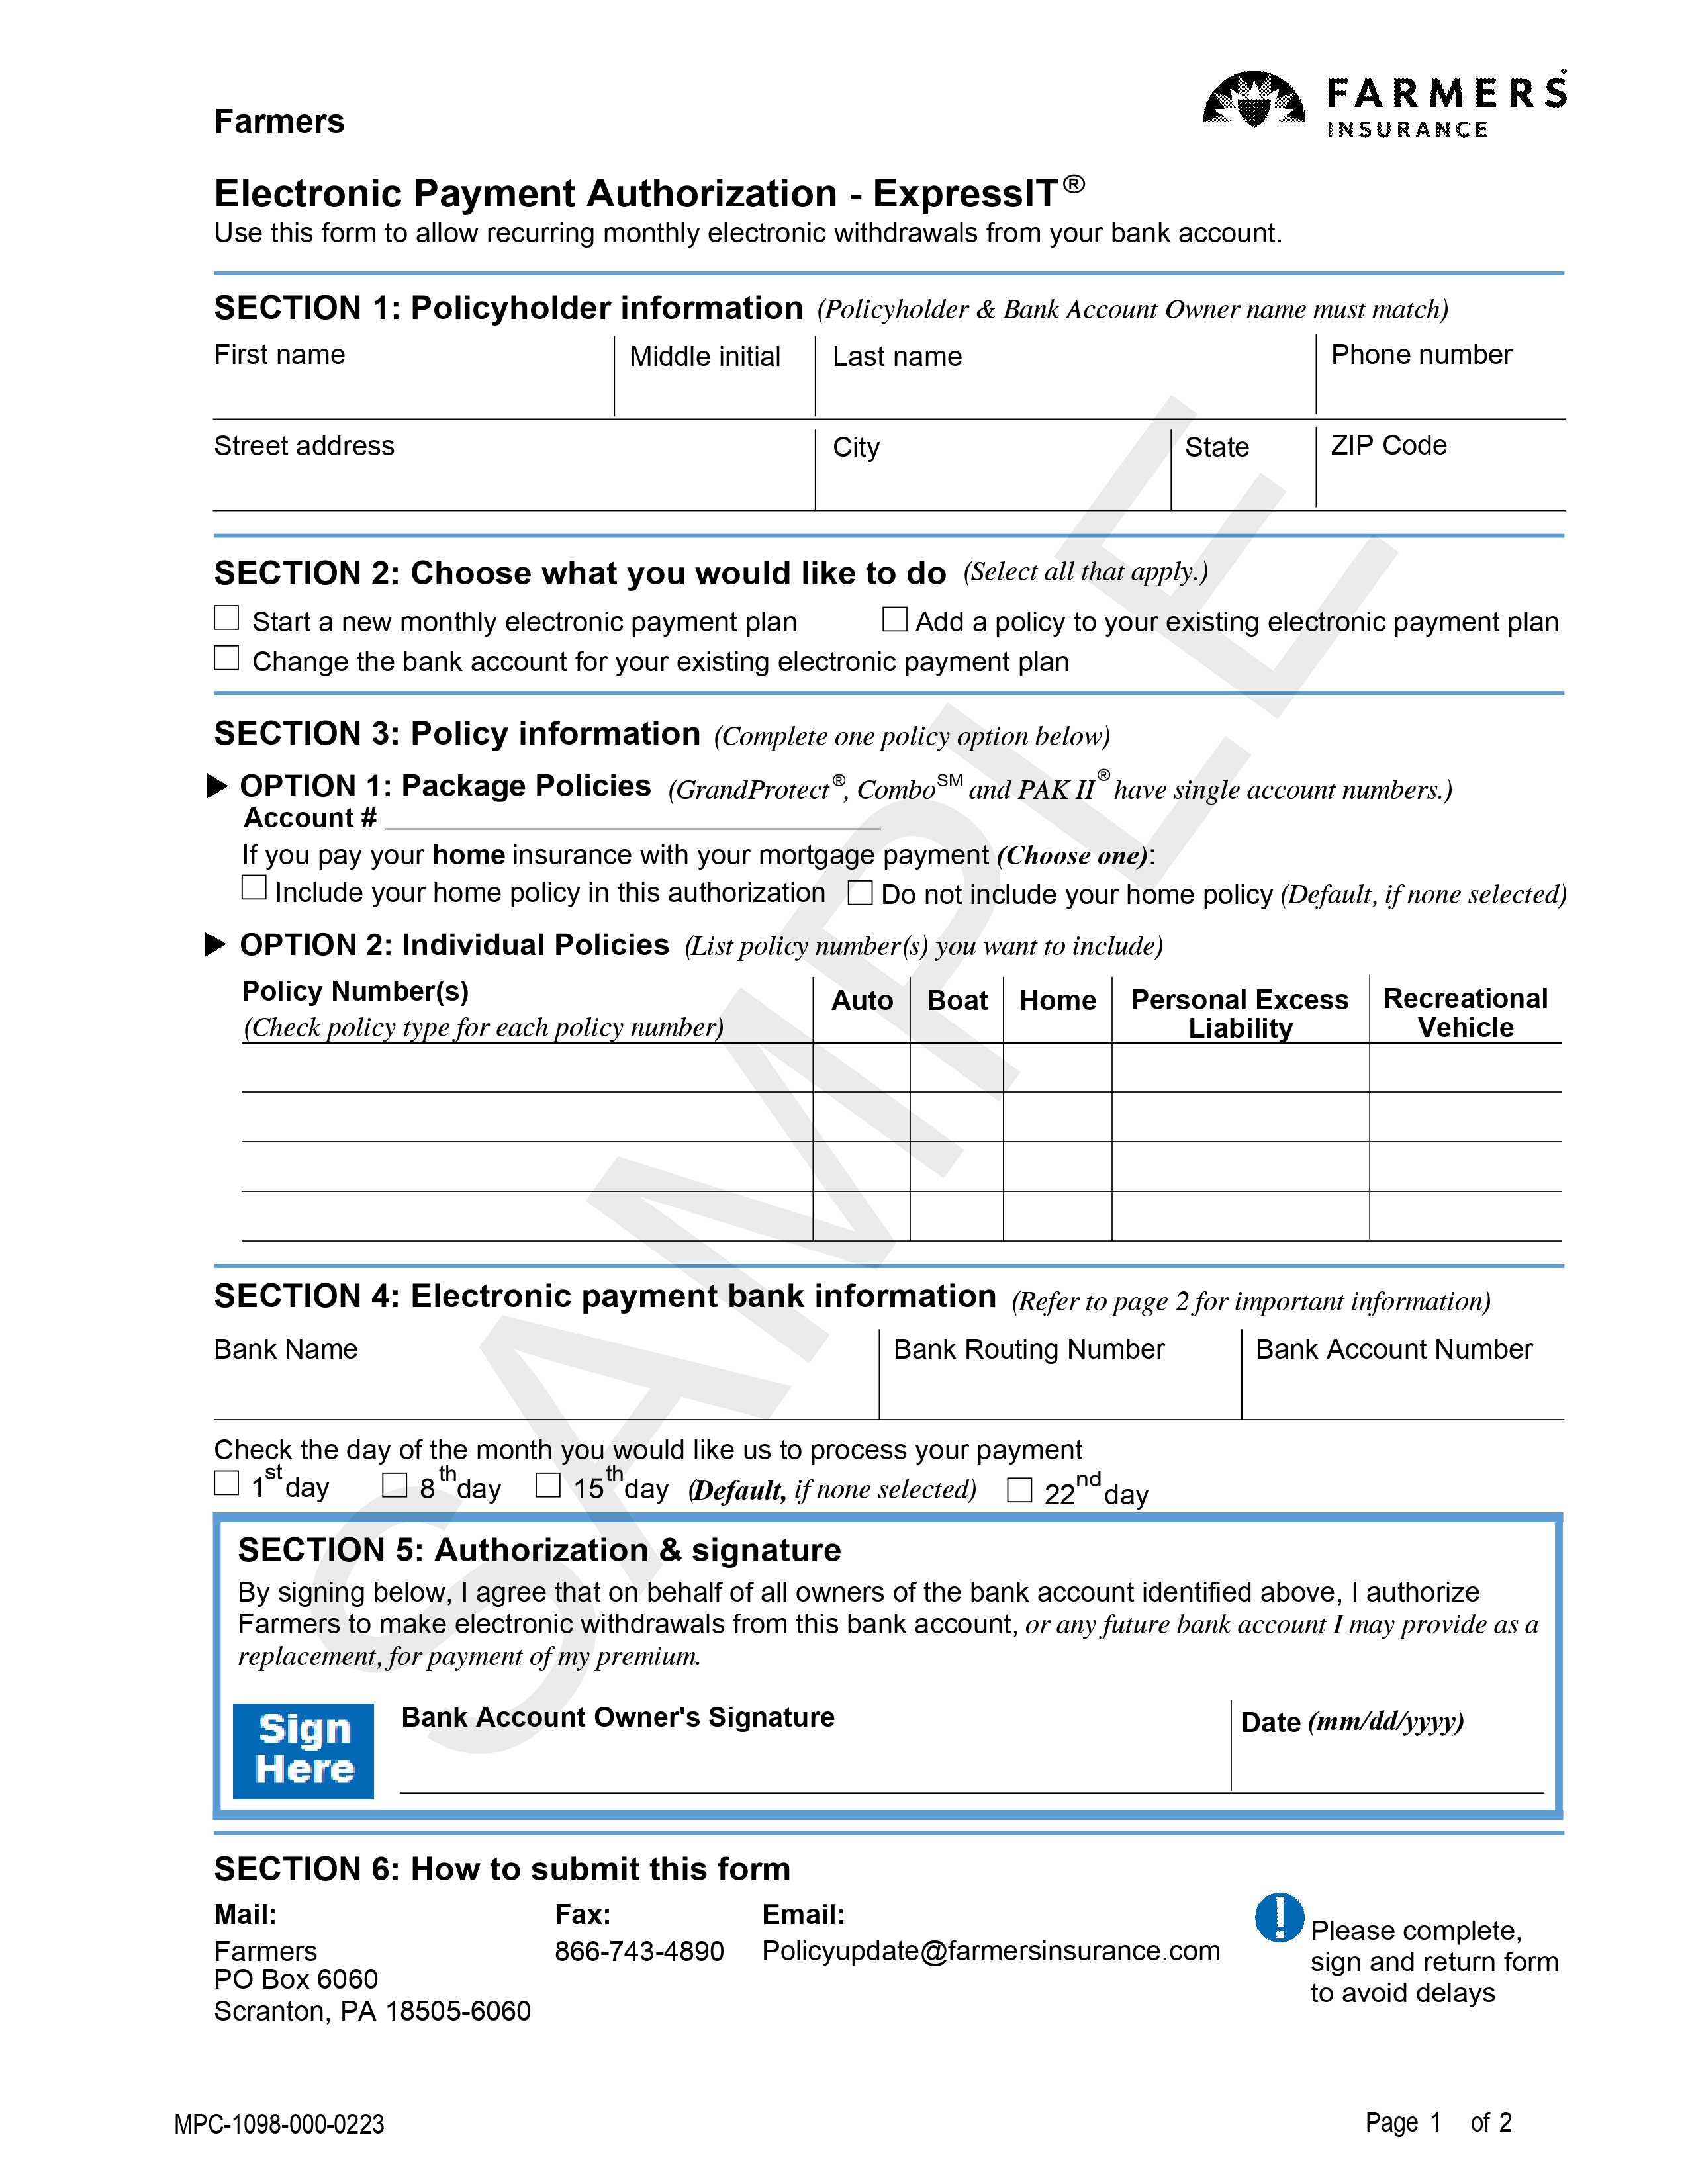 Farmers
FARMERS®
INSURANCE
Electronic Payment Authorization - ExpressIT®
Use this form to allow recurring monthly electronic withdrawals from your bank account.
SECTION 1: Policyholder information (Policyholder & Bank Account Owner name must match)
First name Middle initial Last name Phone number
Street address City State ZIP Code
SECTION 2: Choose what you would like to do (Select all that apply.)
☐ Start a new monthly electronic payment plan ☐ Add a policy to your existing electronic payment plan
☐ Change the bank account for your existing electronic payment plan
SECTION 3: Policy information (Complete one policy option below)
▶ OPTION 1: Package Policies (GrandProtect®, Combo℠ and PAK II® have single account numbers.)
Account #
If you pay your home insurance with your mortgage payment (Choose one):
☐ Include your home policy in this authorization ☐ Do not include your home policy (Default, if none selected)
▶ OPTION 2: Individual Policies (List policy number(s) you want to include)
Policy Number(s) Auto Boat Home Personal Excess Recreational
(Check policy type for each policy number) Liability Vehicle
SECTION 4: Electronic payment bank information (Refer to page 2 for important information)
Bank Name Bank Routing Number Bank Account Number
Check the day of the month you would like us to process your payment
☐ 1st day ☐ 8th day ☐ 15th day (Default, if none selected) ☐ 22nd day
SECTION 5: Authorization & signature
By signing below, I agree that on behalf of all owners of the bank account identified above, I authorize
Farmers to make electronic withdrawals from this bank account, or any future bank account I may provide as a
replacement, for payment of my premium.
Sign
Here
Bank Account Owner's Signature Date (mm/dd/yyyy)
SECTION 6: How to submit this form
Mail: Fax: Email:
Farmers 866-743-4890 Policyupdate@farmersinsurance.com
PO Box 6060
Scranton, PA 18505-6060
! Please complete,
sign and return form
to avoid delays
MPC-1098-000-0223 Page 1 of 2
SAMPLE